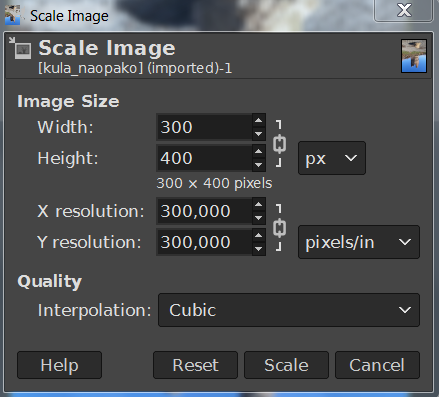 Scale Image
Scale Image
[kula_naopako] (imported)-1
Image Size
Width: 300
Height: 400 px
300 × 400 pixels
X resolution: 300,000
Y resolution: 300,000 pixels/in
Quality
Interpolation: Cubic
Help Reset Scale Cancel